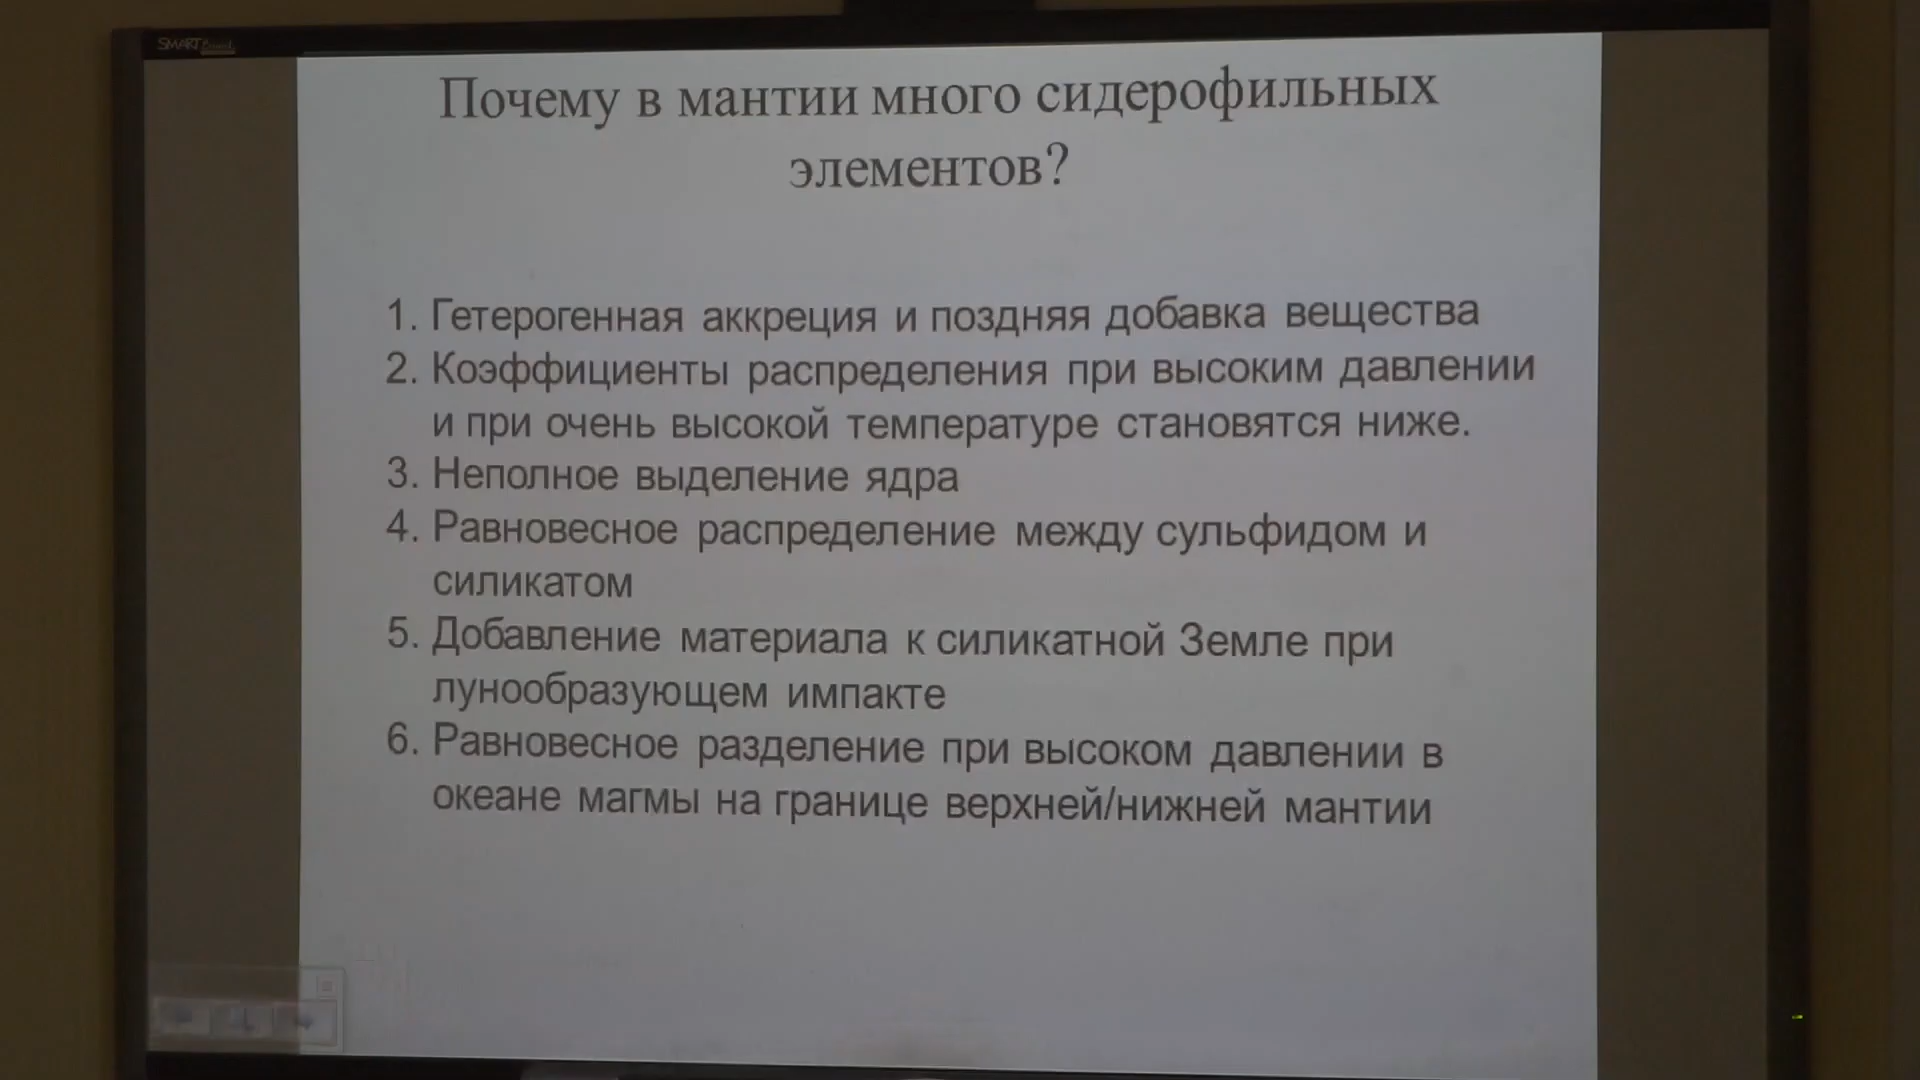 SMART Board
Почему в мантии много сидерофильных
элементов?
1. Гетерогенная аккреция и поздняя добавка вещества
2. Коэффициенты распределения при высоким давлении
и при очень высокой температуре становятся ниже.
3. Неполное выделение ядра
4. Равновесное распределение между сульфидом и
силикатом
5. Добавление материала к силикатной Земле при
лунообразующем импакте
6. Равновесное разделение при высоком давлении в
океане магмы на границе верхней/нижней мантии